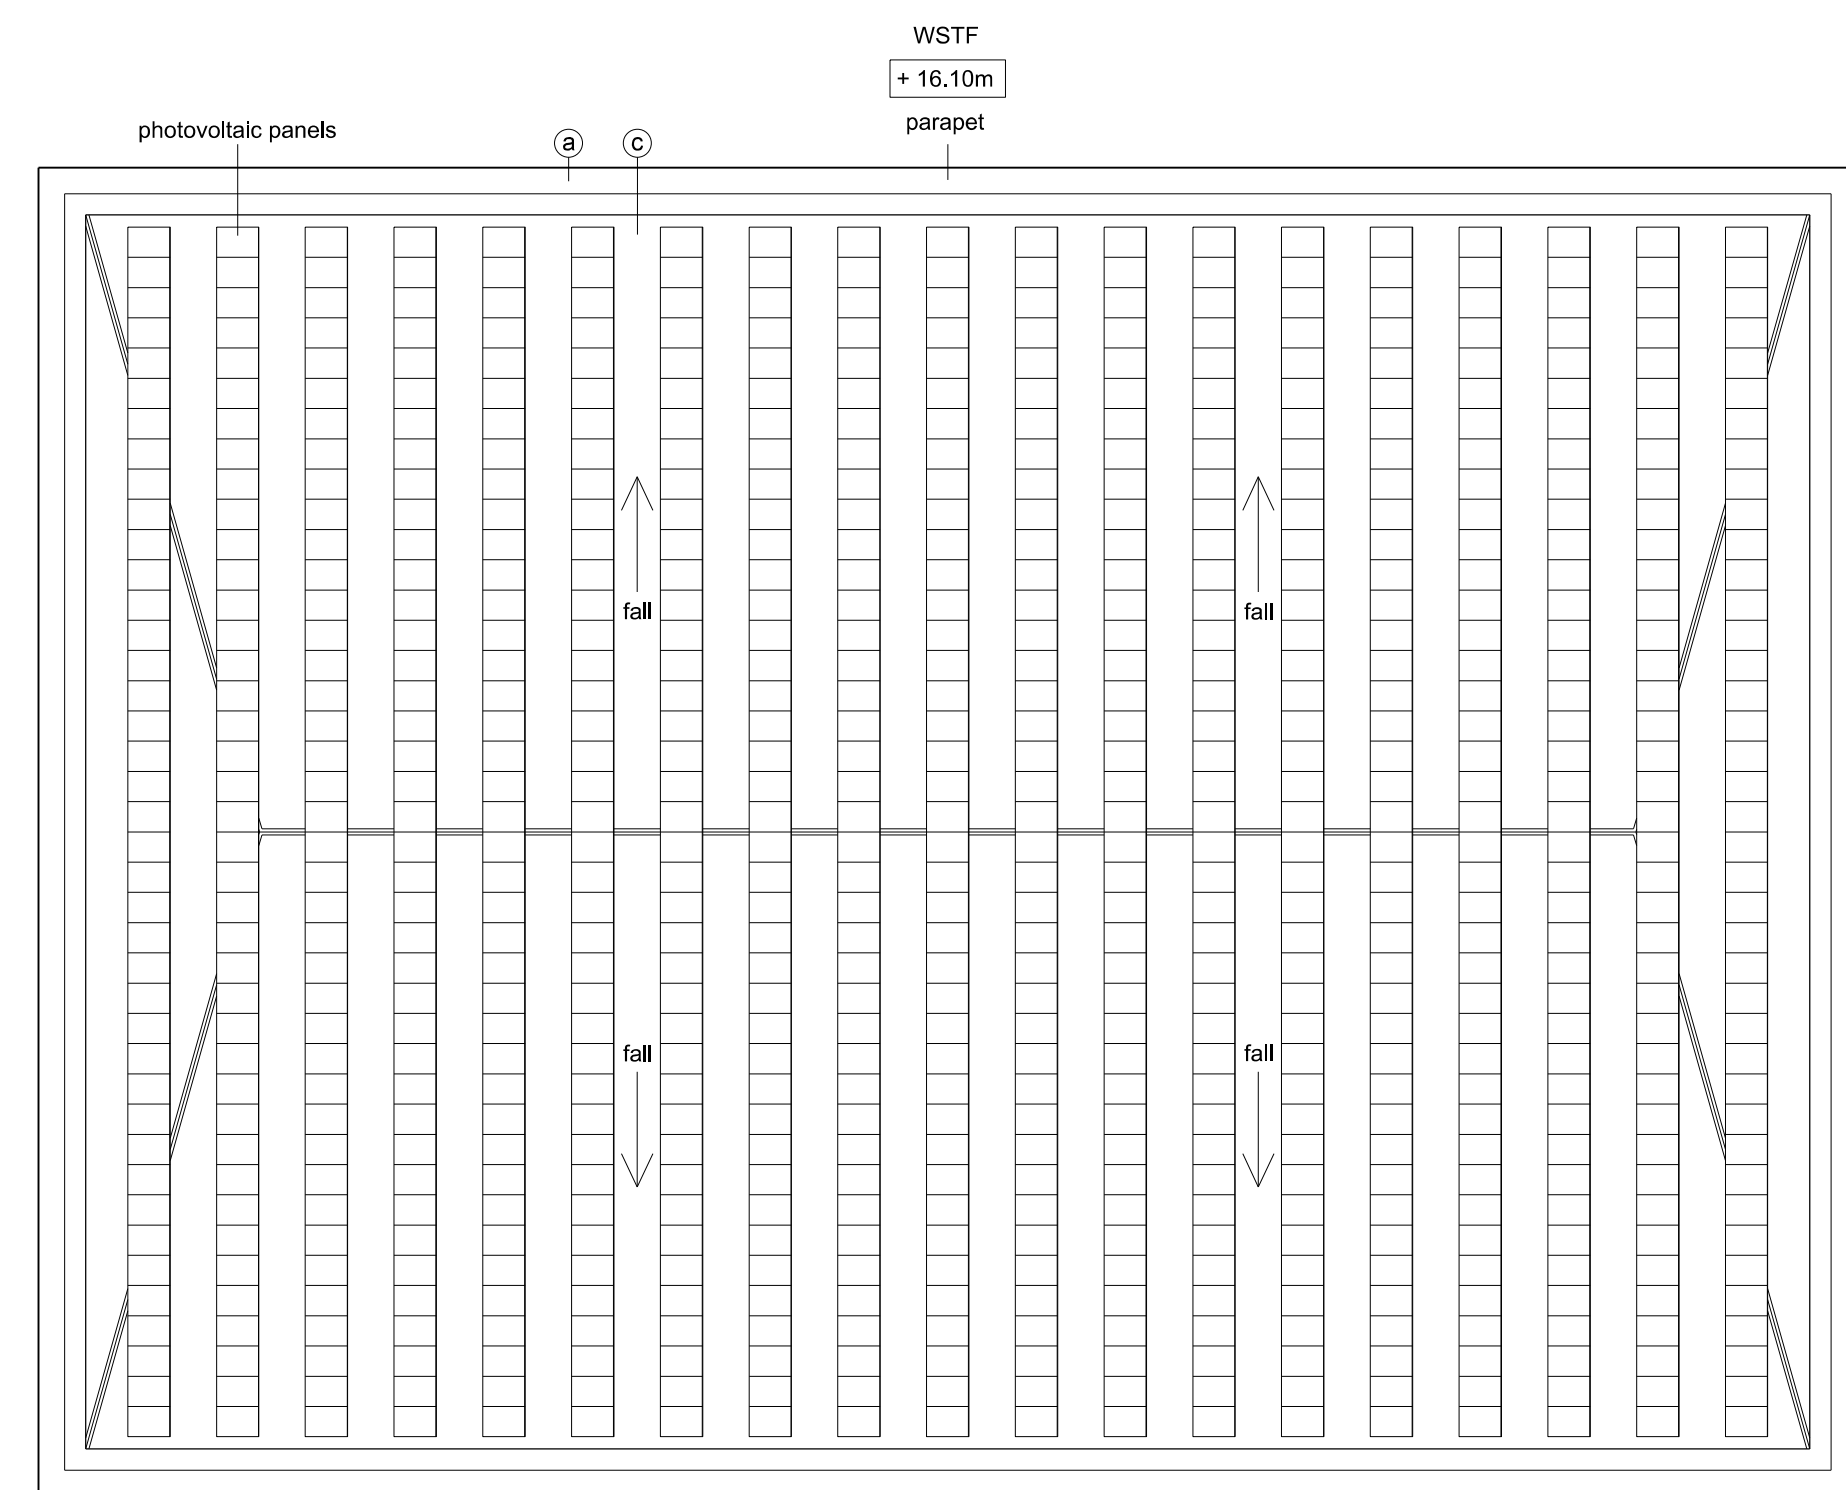 WSTF
+ 16.10m
parapet
photovoltaic panels
a
c
fall
fall
fall
fall